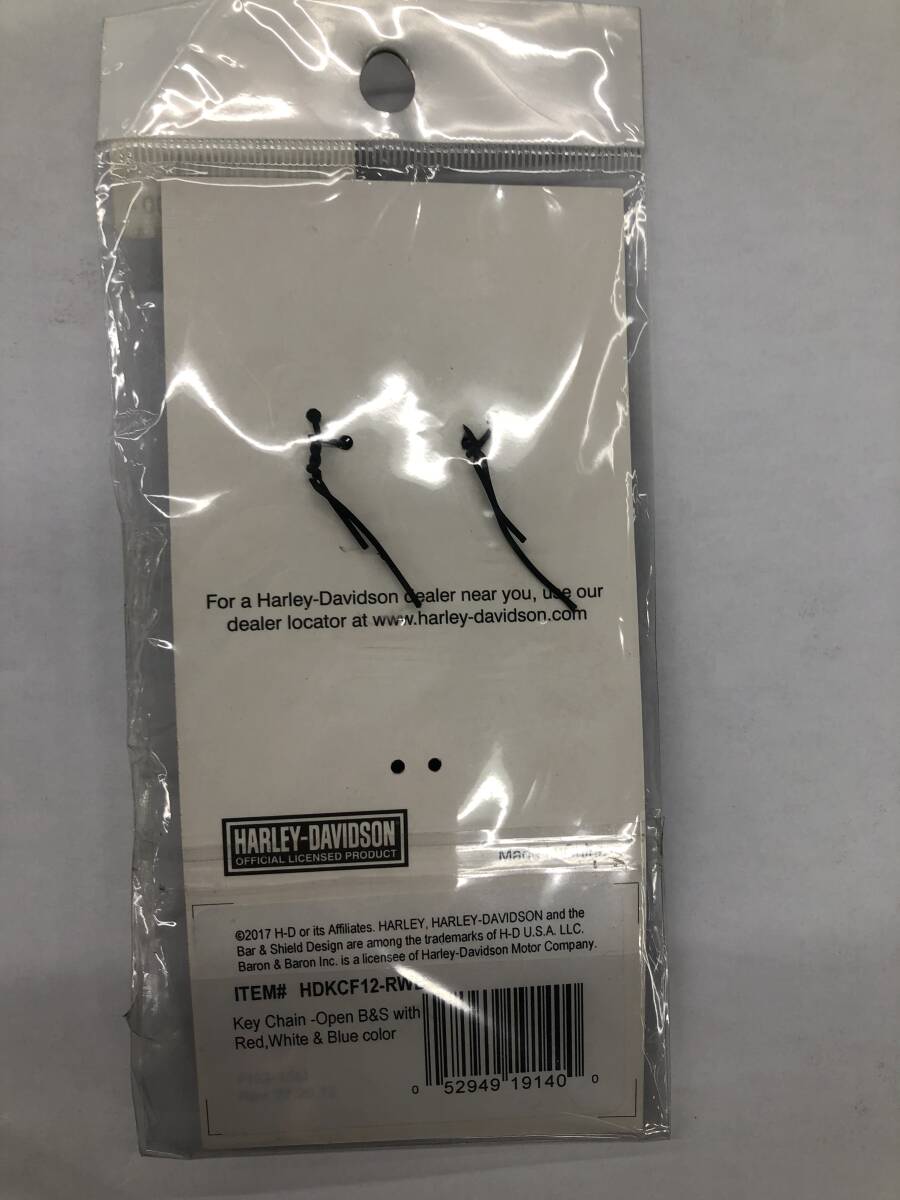 For a Harley-Davidson dealer near you, use our
dealer locator at www.harley-davidson.com
HARLEY-DAVIDSON
OFFICIAL LICENSED PRODUCT
©2017 H-D or its Affiliates. HARLEY, HARLEY-DAVIDSON and the
Bar & Shield Design are among the trademarks of H-D U.S.A. LLC.
Baron & Baron Inc. is a licensee of Harley-Davidson Motor Company.
ITEM# 
Key Chain -Open B&S with
Red,White & Blue color
0 52949 19140 0